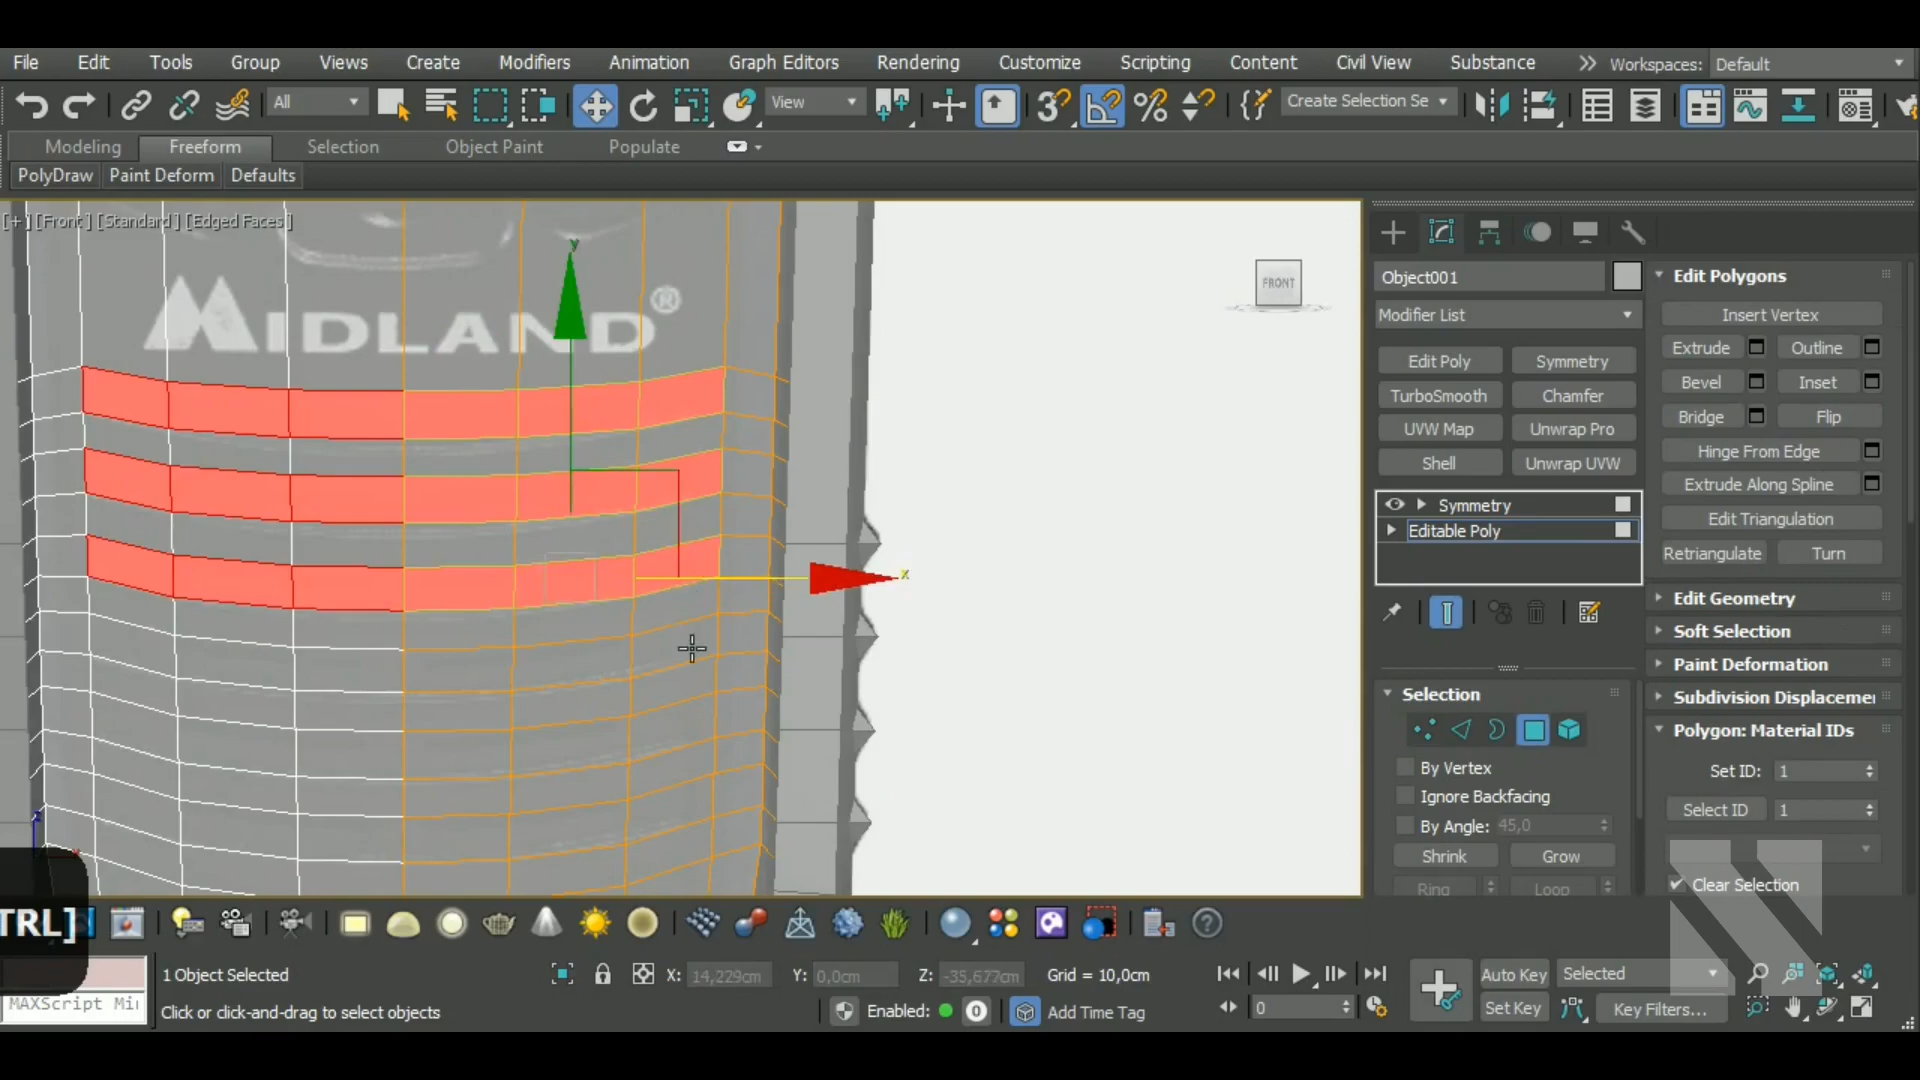 File Edit Tools Group Views Create Modifiers Animation Graph Editors Rendering Customize Scripting Content Civil View Substance Workspaces: Default
All View 3 Create Selection Se
Modeling Freeform Selection Object Paint Populate
PolyDraw Paint Deform Defaults
[+] [Front] [Standard] [Edged Faces]
y
FRONT
MIDLAND®
x
Object001
Modifier List
Edit Poly Symmetry
TurboSmooth Chamfer
UVW Map Unwrap Pro
Shell Unwrap UVW
Symmetry
Editable Poly
Selection
By Vertex
Ignore Backfacing
By Angle: 45,0
Shrink Grow
Ring Loop
Edit Polygons
Insert Vertex
Extrude Outline
Bevel Inset
Bridge Flip
Hinge From Edge
Extrude Along Spline
Edit Triangulation
Retriangulate Turn
Edit Geometry
Soft Selection
Paint Deformation
Subdivision Displaceme
Polygon: Material IDs
Set ID: 1
Select ID 1
Clear Selection
TRL]
1 Object Selected X: 14,229cm Y: 0,0cm Z: -35,677cm Grid = 10,0cm Auto Key Selected
MAXScript Mi Click or click-and-drag to select objects Enabled: 0 Add Time Tag 0 Set Key Key Filters...